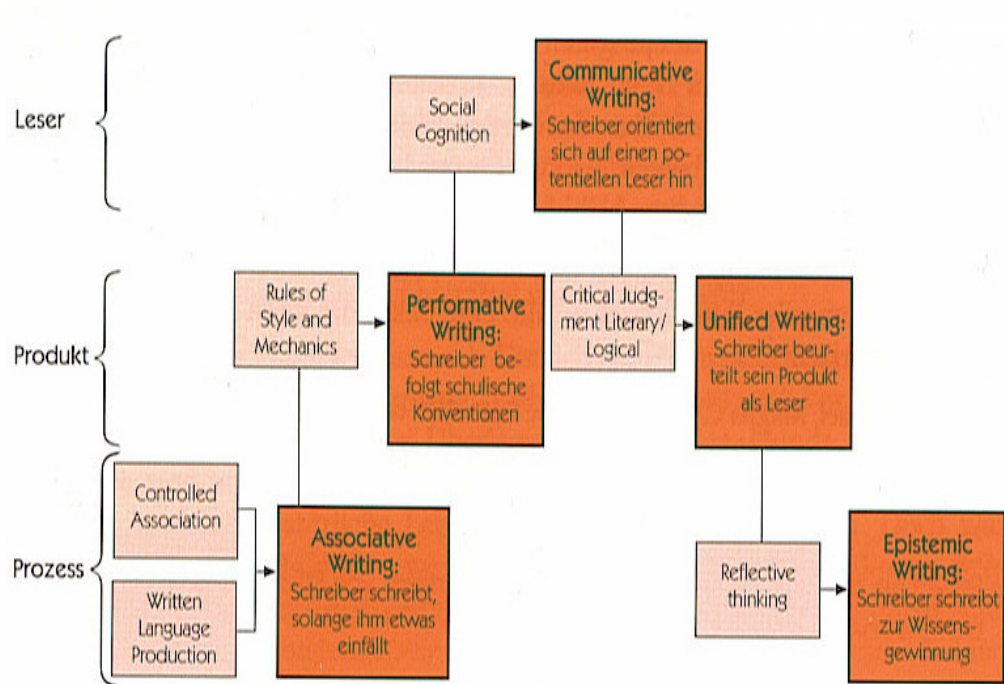 Leser
Social
Cognition
Communicative
Writing:
Schreiber orientiert
sich auf einen po-
tentiellen Leser hin
Produkt
Rules of
Style and
Mechanics
Performative
Writing:
Schreiber be-
folgt schulische
Konventionen
Critical Judg-
ment Literary/
Logical
Unified Writing:
Schreiber beur-
teilt sein Produkt
als Leser
Prozess
Controlled
Association
Written
Language
Production
Associative
Writing:
Schreiber schreibt,
solange ihm etwas
einfällt
Reflective
thinking
Epistemic
Writing:
Schreiber schreibt
zur Wissens-
gewinnung